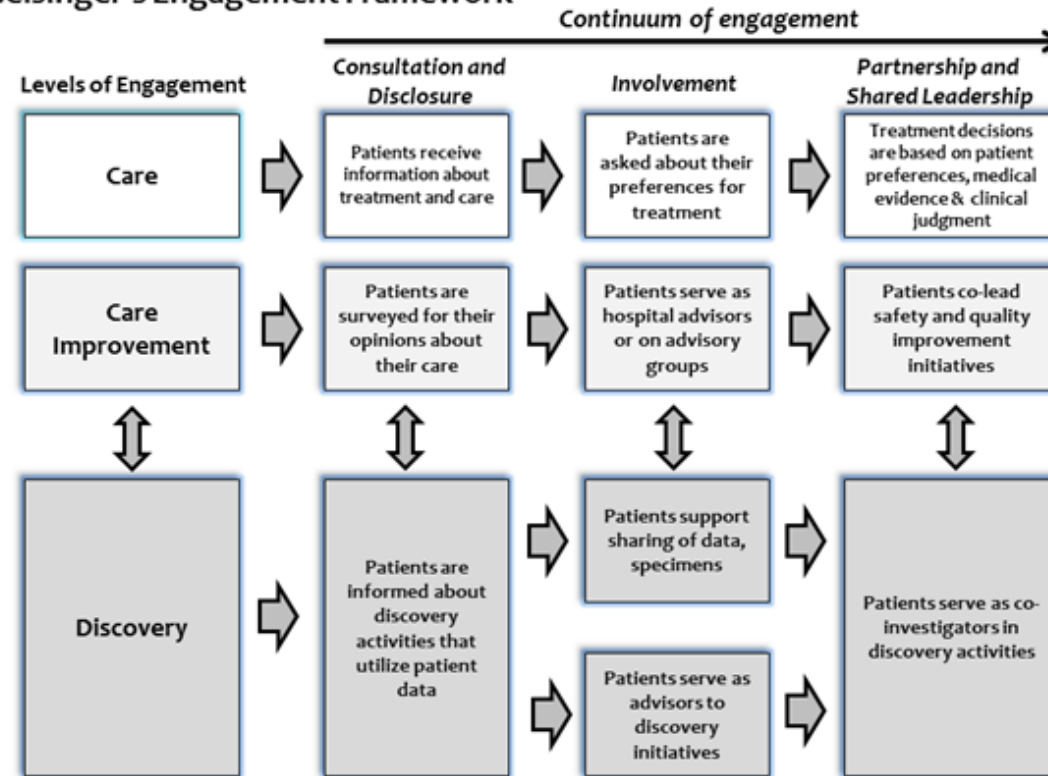 Engagement Framework
Continuum of engagement
Levels of Engagement
Consultation and
Disclosure
Involvement
Partnership and
Shared Leadership
Care
Patients receive
information about
treatment and care
Patients are
asked about their
preferences for
treatment
Treatment decisions
are based on patient
preferences, medical
evidence & clinical
judgment
Care
Improvement
Patients are
surveyed for their
opinions about
their care
Patients serve as
hospital advisors
or on advisory
groups
Patients co-lead
safety and quality
improvement
initiatives
Discovery
Patients are
informed about
discovery
activities that
utilize patient
data
Patients support
sharing of data,
specimens
Patients serve as
advisors to
discovery
initiatives
Patients serve as co-
investigators in
discovery activities